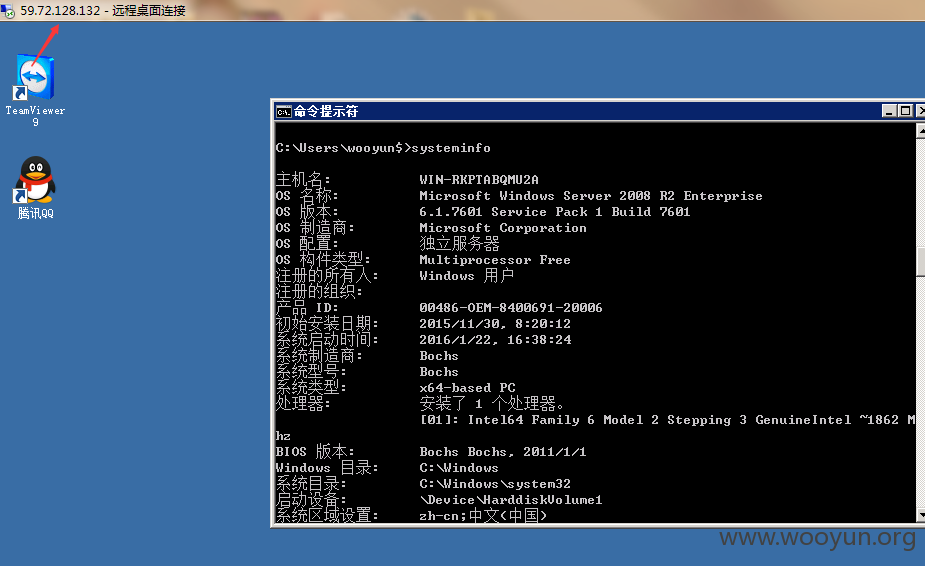 59.72.128.132 - 远程桌面连接
TeamViewer
9
腾讯QQ
命令提示符
C:\Users\wooyun$>systeminfo
主机名: WIN-RKPTABQMU2A
OS 名称: Microsoft Windows Server 2008 R2 Enterprise
OS 版本: 6.1.7601 Service Pack 1 Build 7601
OS 制造商: Microsoft Corporation
OS 配置: 独立服务器
OS 构件类型: Multiprocessor Free
注册的所有人: Windows 用户
注册的组织:
产品 ID: 00486-OEM-8400691-20006
初始安装日期: 2015/11/30, 8:20:12
系统启动时间: 2016/1/22, 16:38:24
系统制造商: Bochs
系统型号: Bochs
系统类型: x64-based PC
处理器: 安装了 1 个处理器。
[01]: Intel64 Family 6 Model 2 Stepping 3 GenuineIntel ~1862 M
hz
BIOS 版本: Bochs Bochs, 2011/1/1
Windows 目录: C:\Windows
系统目录: C:\Windows\system32
启动设备: \Device\HarddiskVolume1
系统区域设置: zh-cn;中文(中国)
www.wooyun.org